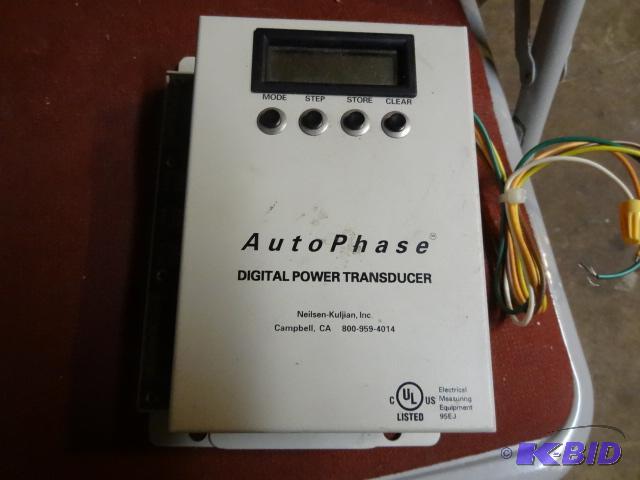 MODE STEP STORE CLEAR
AutoPhase
DIGITAL POWER TRANSDUCER
Neilsen-Kuljian, Inc.
Campbell, CA 800-959-4014
C UL US
LISTED
Electrical
Measuring
Equipment
95EJ
© K-BID